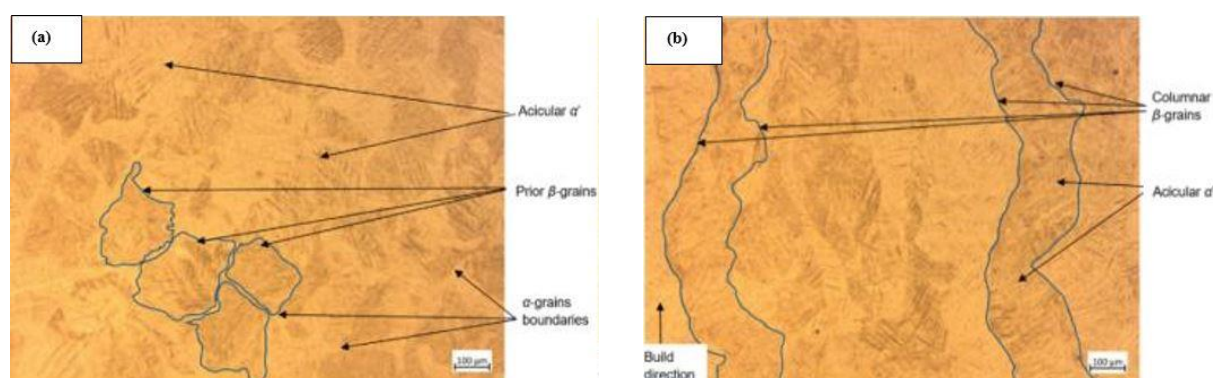 (a)
Acicular α'
Prior β-grains
α-grains
boundaries
100 µm
(b)
Columnar
β-grains
Acicular α'
Build
direction
100 µm